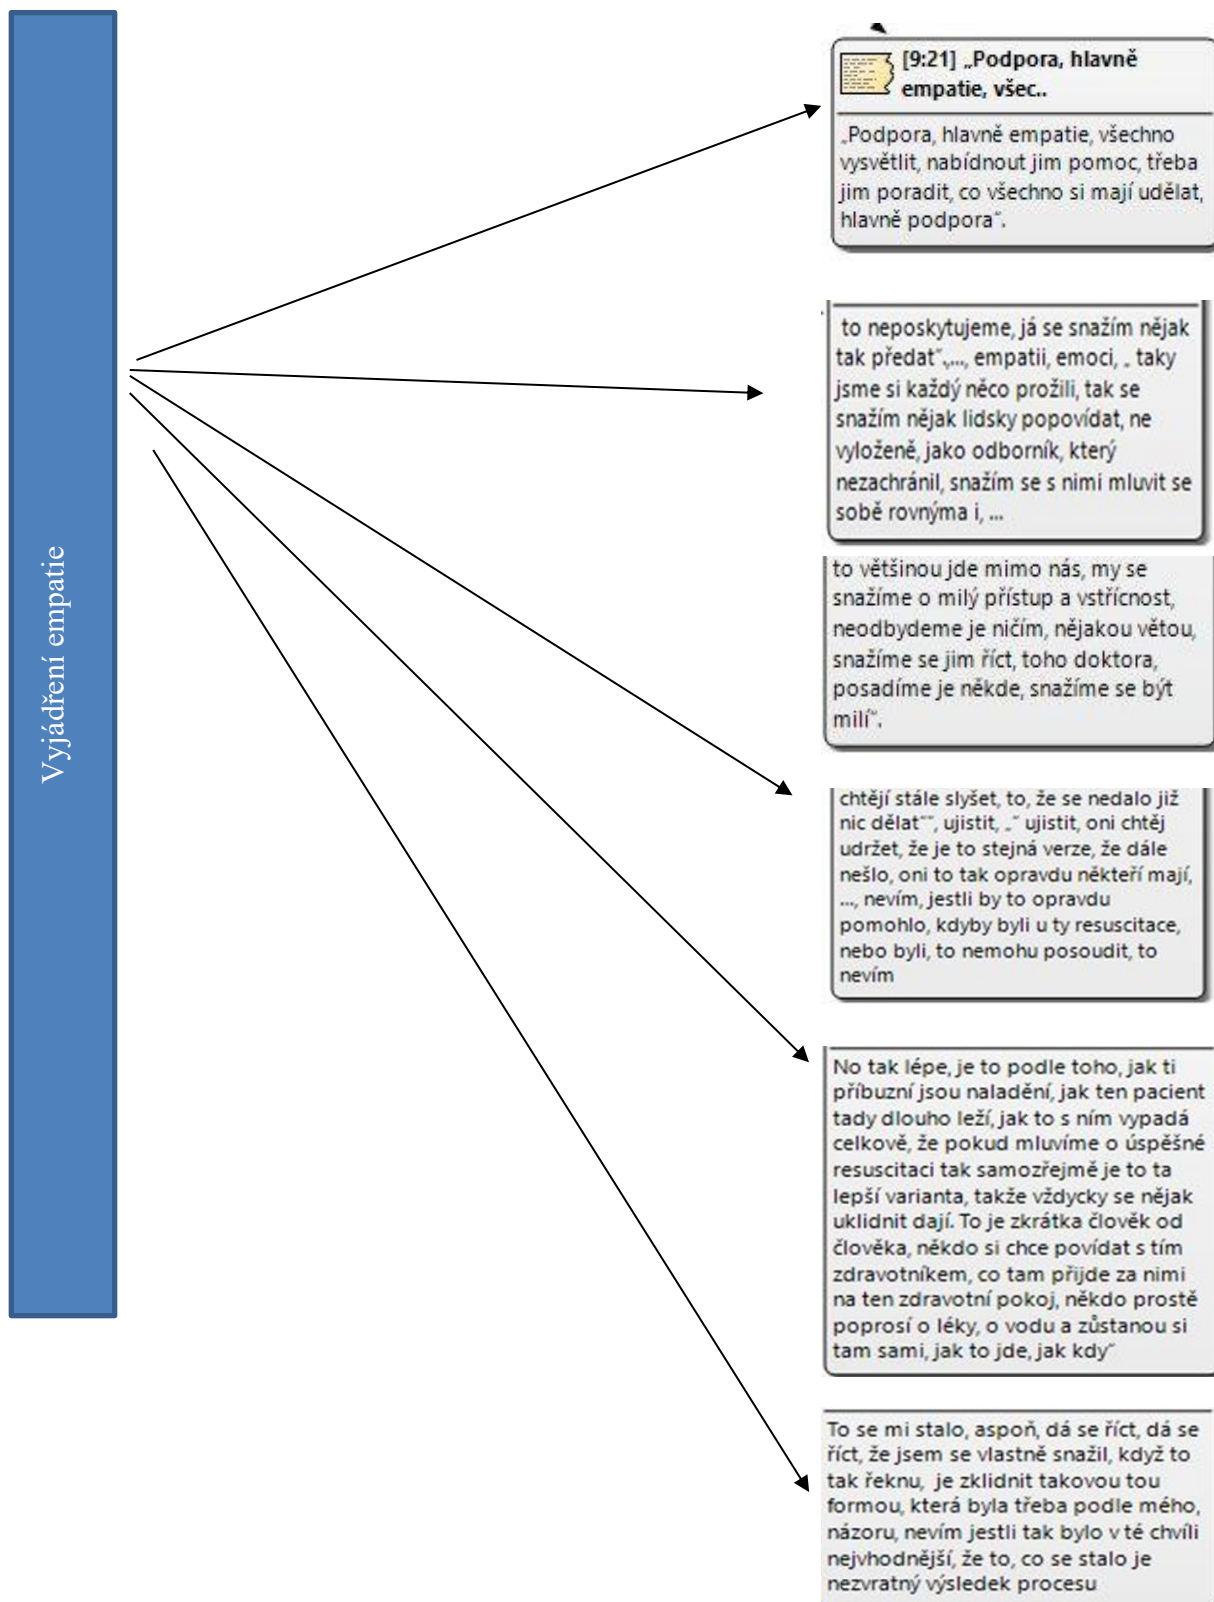 Vyjádření empatie
[9:21] „Podpora, hlavně
empatie, všec..
„Podpora, hlavně empatie, všechno
vysvětlit, nabídnout jim pomoc, třeba
jim poradit, co všechno si mají udělat,
hlavně podpora“.
to neposkytujeme, já se snažím nějak
tak předat“,..., empatii, emoci, „ taky
jsme si každý něco prožili, tak se
snažím nějak lidsky popovídat, ne
vyloženě, jako odborník, který
nezachránil, snažím se s nimi mluvit se
sobě rovnýma i, ...
to většinou jde mimo nás, my se
snažíme o milý přístup a vstřícnost,
neodbydeme je ničím, nějakou větou,
snažíme se jim říct, toho doktora,
posadíme je někde, snažíme se být
milí“.
chtějí stále slyšet, to, že se nedalo již
nic dělat““, ujistit, „“ ujistit, oni chtěj
udržet, že je to stejná verze, že dále
nešlo, oni to tak opravdu někteří mají,
..., nevím, jestli by to opravdu
pomohlo, kdyby byli u ty resuscitace,
nebo byli, to nemohu posoudit, to
nevím
No tak lépe, je to podle toho, jak ti
příbuzní jsou naladění, jak ten pacient
tady dlouho leží, jak to s ním vypadá
celkově, že pokud mluvíme o úspěšné
resuscitaci tak samozřejmě je to ta
lepší varianta, takže vždycky se nějak
uklidnit dají. To je zkrátka člověk od
člověka, někdo si chce povídat s tím
zdravotníkem, co tam přijde za nimi
na ten zdravotní pokoj, někdo prostě
poprosí o léky, o vodu a zůstanou si
tam sami, jak to jde, jak kdy“
To se mi stalo, aspoň, dá se říct, dá se
říct, že jsem se vlastně snažil, když to
tak řeknu, je zklidnit takovou tou
formou, která byla třeba podle mého,
názoru, nevím jestli tak bylo v té chvíli
nejvhodnější, že to, co se stalo je
nezvratný výsledek procesu